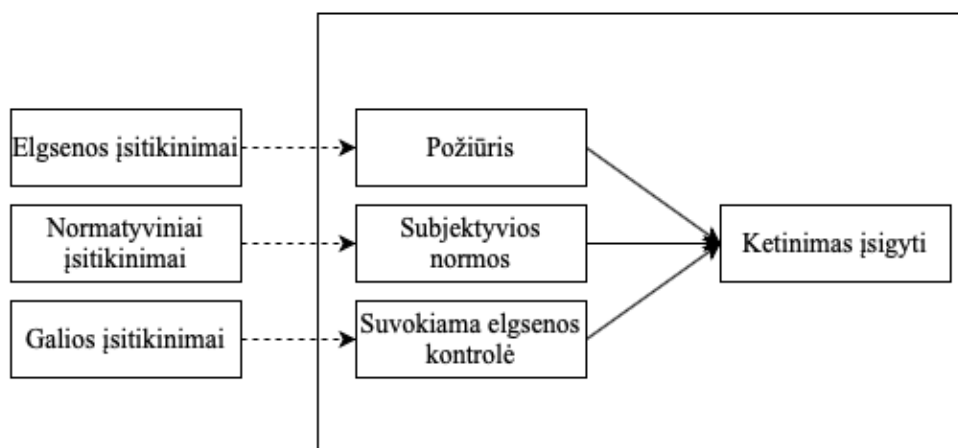 Elgsenos įsitikinimai
Požiūris
Normatyviniai
įsitikinimai
Subjektyvios
normos
Ketinimas įsigyti
Galios įsitikinimai
Suvokiama elgsenos
kontrolė